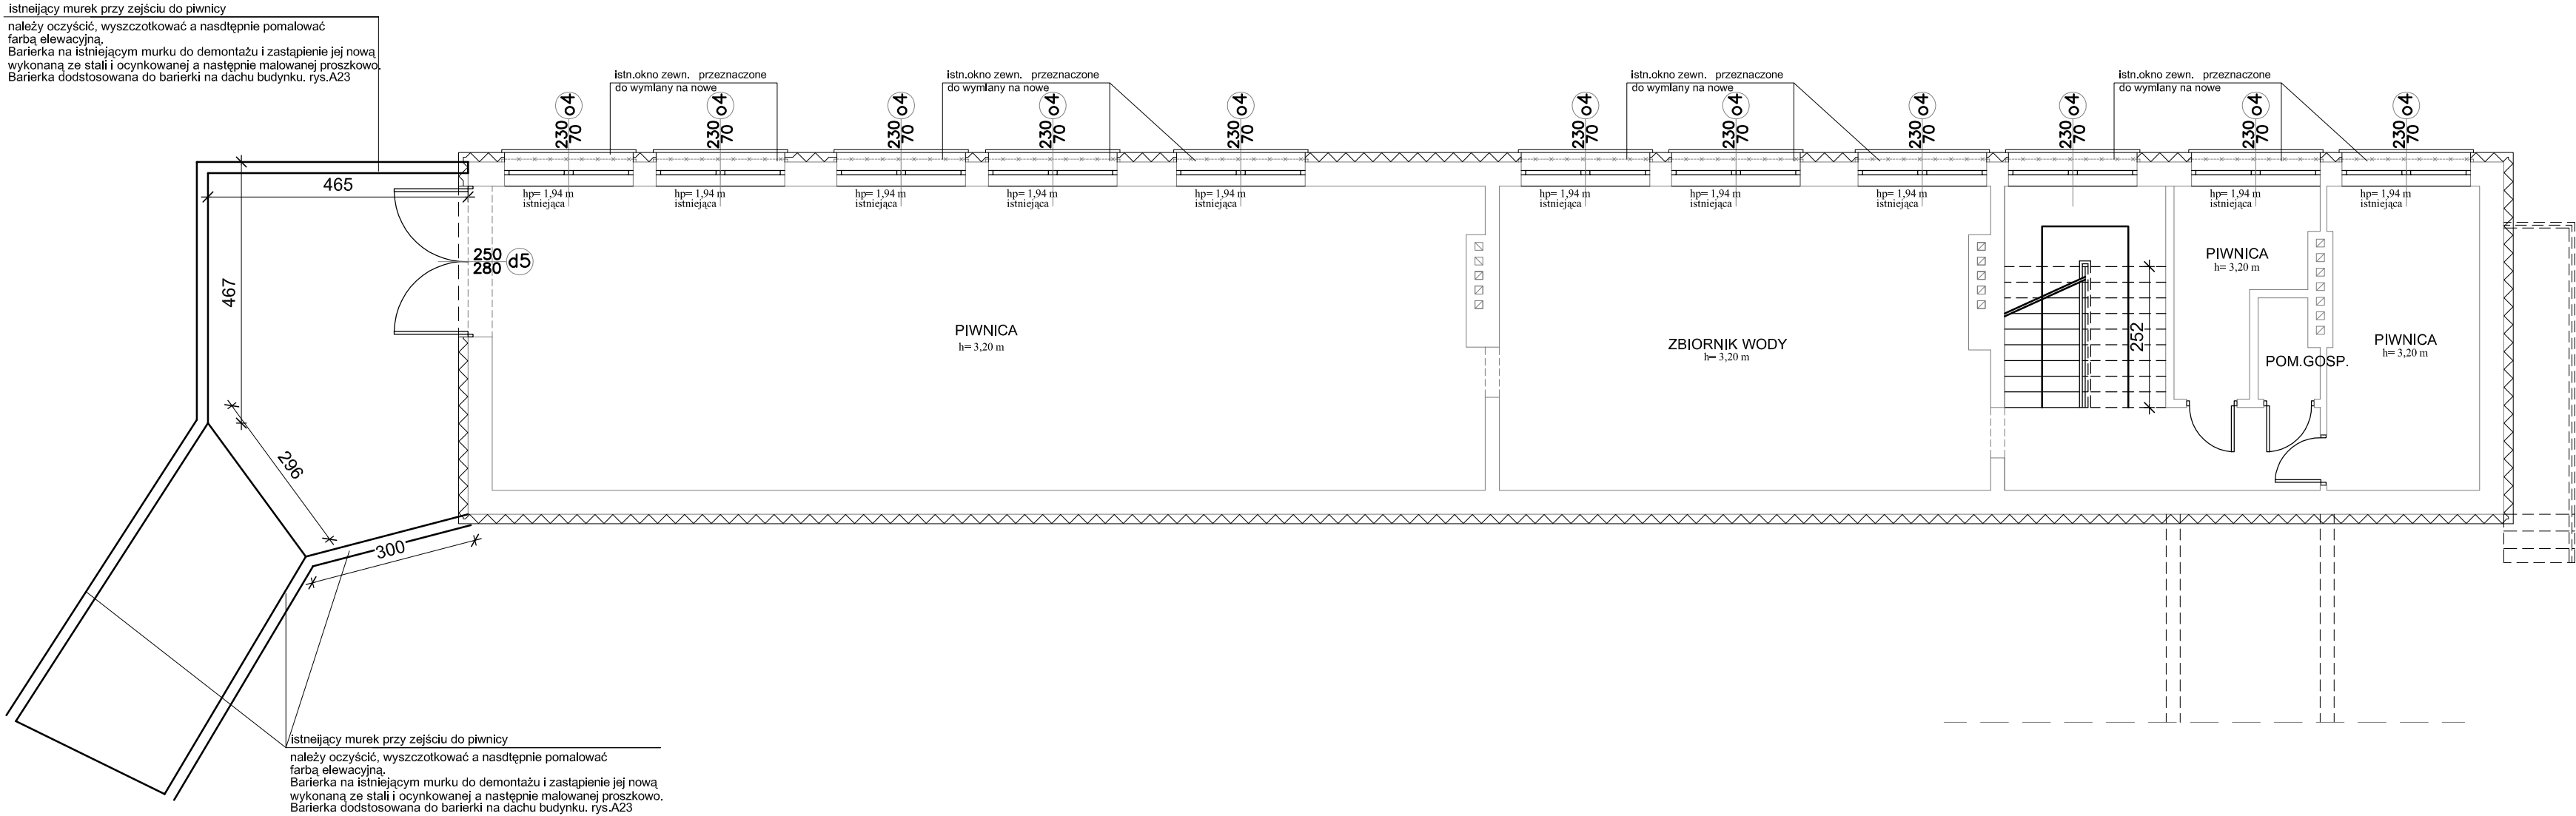 istneijący murek przy zejściu do piwnicy
należy oczyścić, wyszczotkować a nasdtępnie pomalować
farbą elewacyjną.
Barierka na istniejącym murku do demontażu i zastąpienie jej nową
wykonaną ze stali i ocynkowanej a następnie malowanej proszkowo.
Barierka dodstosowana do barierki na dachu budynku. rys.A23
istn.okno zewn. przeznaczone
do wymiany na nowe
istn.okno zewn. przeznaczone
do wymiany na nowe
istn.okno zewn. przeznaczone
do wymiany na nowe
istn.okno zewn. przeznaczone
do wymiany na nowe
230
70
o4
230
70
o4
230
70
o4
230
70
o4
230
70
o4
230
70
o4
230
70
o4
230
70
o4
230
70
o4
230
70
o4
230
70
o4
hp= 1,94 m
istniejąca
hp= 1,94 m
istniejąca
hp= 1,94 m
istniejąca
hp= 1,94 m
istniejąca
hp= 1,94 m
istniejąca
hp= 1,94 m
istniejąca
hp= 1,94 m
istniejąca
hp= 1,94 m
istniejąca
hp= 1,94 m
istniejąca
hp= 1,94 m
istniejąca
465
467
250
280
d5
PIWNICA
h= 3,20 m
ZBIORNIK WODY
h= 3,20 m
252
PIWNICA
h= 3,20 m
POM.GOSP.
PIWNICA
h= 3,20 m
296
300
istneijący murek przy zejściu do piwnicy
należy oczyścić, wyszczotkować a nasdtępnie pomalować
farbą elewacyjną.
Barierka na istniejącym murku do demontażu i zastąpienie jej nową
wykonaną ze stali i ocynkowanej a następnie malowanej proszkowo.
Barierka dodstosowana do barierki na dachu budynku. rys.A23